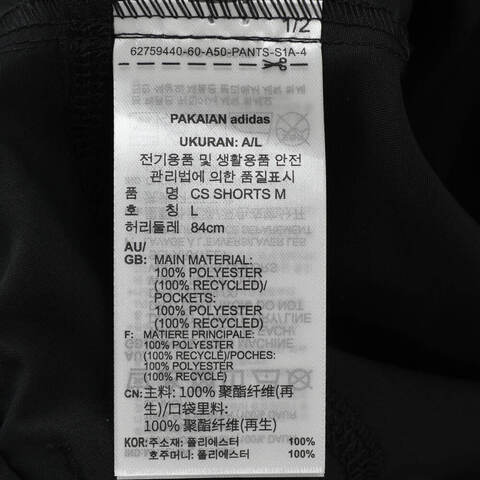 1/2
62759440-60-A50-PANTS-S1A-4
PAKAIAN adidas
UKURAN: A/L
전기용품 및 생활용품 안전
관리법에 의한 품질표시
품 명 CS SHORTS M
호 칭 L
허리둘레 84cm
AU/
GB: MAIN MATERIAL:
100% POLYESTER
(100% RECYCLED)/
POCKETS:
100% POLYESTER
(100% RECYCLED)
F: MATIERE PRINCIPALE:
100% POLYESTER
(100% RECYCLÉ)/POCHES:
100% POLYESTER
(100% RECYCLÉ)
CN: 主料: 100% 聚酯纤维(再
生)/口袋里料:
100% 聚酯纤维(再生)
KOR: 주소재: 폴리에스터 100%
호주머니: 폴리에스터 100%